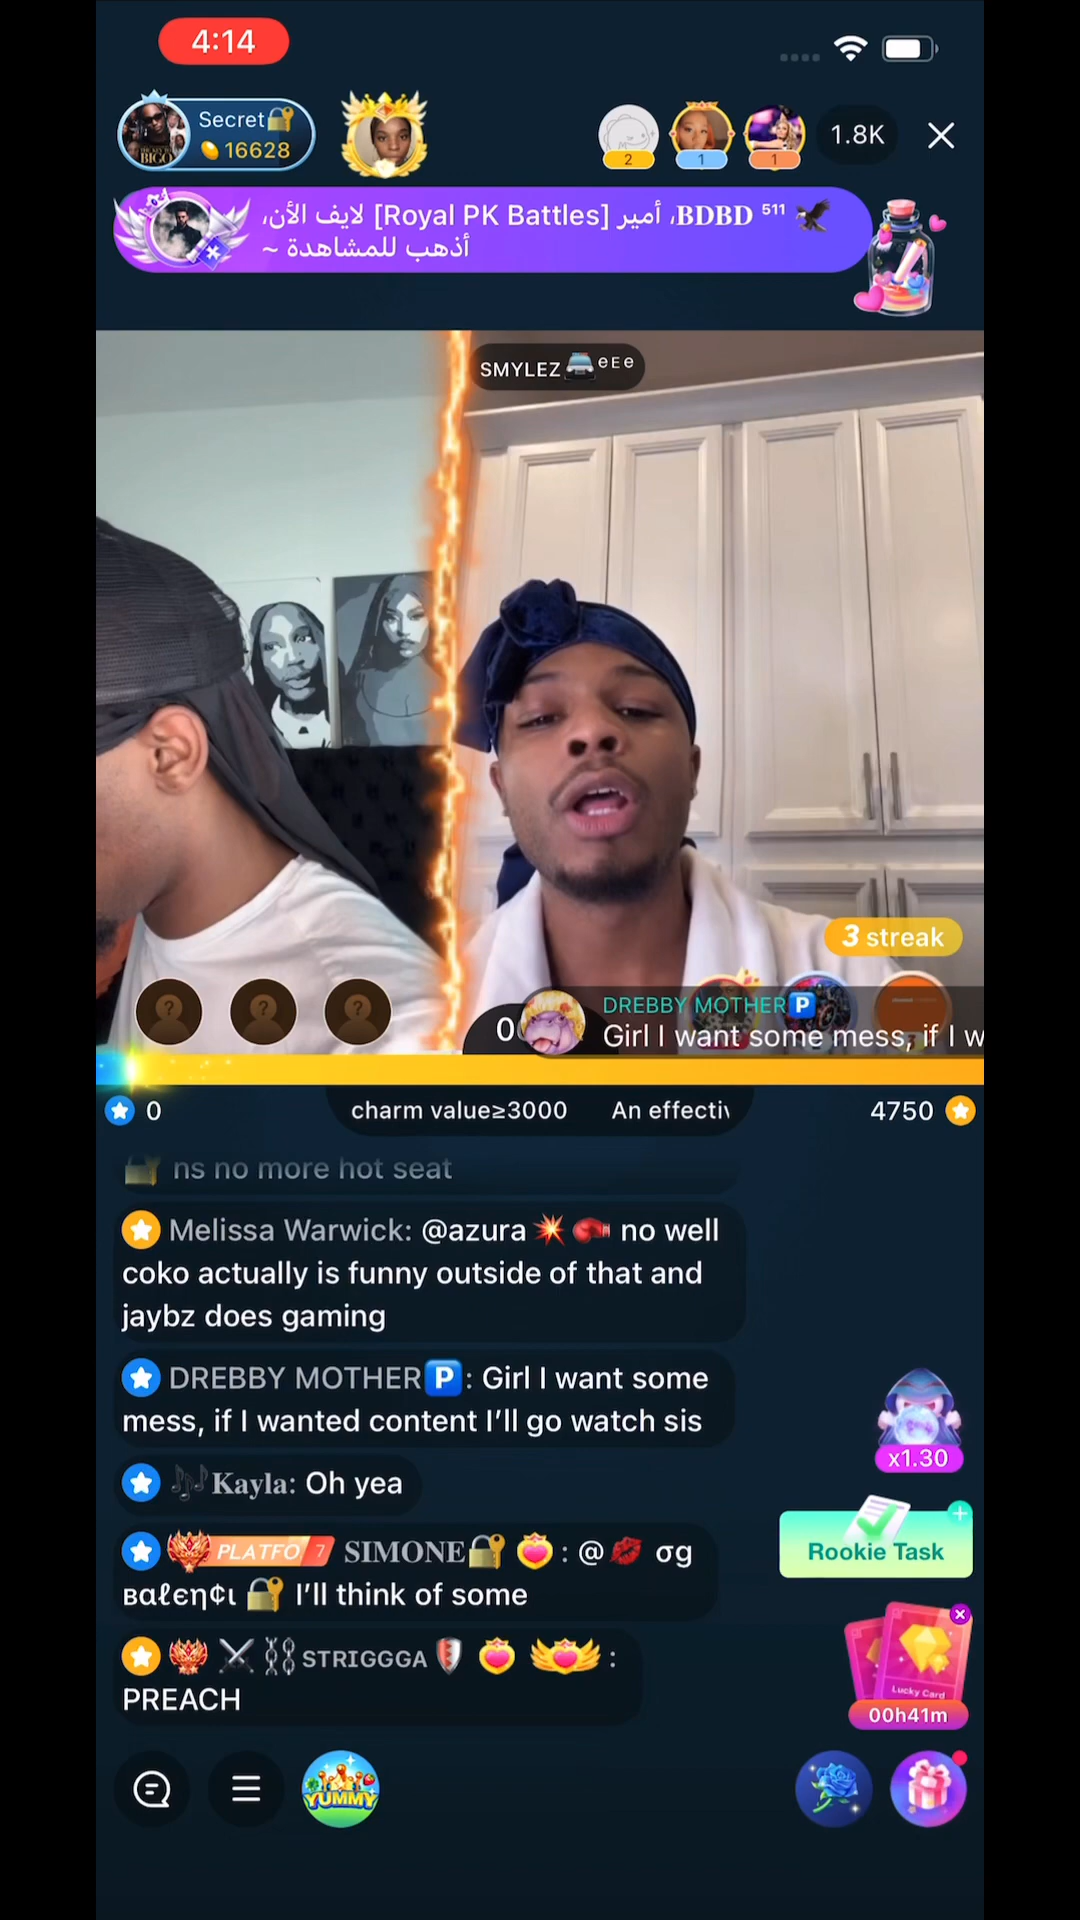 4:14
Secret🔐
16628
2
1
1
1.8K
BIGO
𝐁𝐃𝐁𝐃 ⁵¹¹، أمير [Royal PK Battles] لايف الأن،
أذهب للمشاهدة ~
SMYLEZ🚔ᵉᴱᵉ
3 streak
DREBBY MOTHER🅿️
Girl I want some mess, if I w
0
charm value≥3000
An effectiv
4750
🔐 ns no more hot seat
Melissa Warwick: @azura💥🥊 no well
coko actually is funny outside of that and
jaybz does gaming
DREBBY MOTHER🅿️: Girl I want some
mess, if I wanted content I’ll go watch sis
🎶𝐊𝐚𝐲𝐥𝐚: Oh yea
PLATFO 7 𝐒𝐈𝐌𝐎𝐍𝐄🔐 : @💋 σg
вαℓєη¢ι 🔐 I’ll think of some
⚔ ⛓ ꜱᴛʀɪɢɢɢᴀ :
PREACH
x1.30
Rookie Task
Lucky Card
00h41m
YUMMY